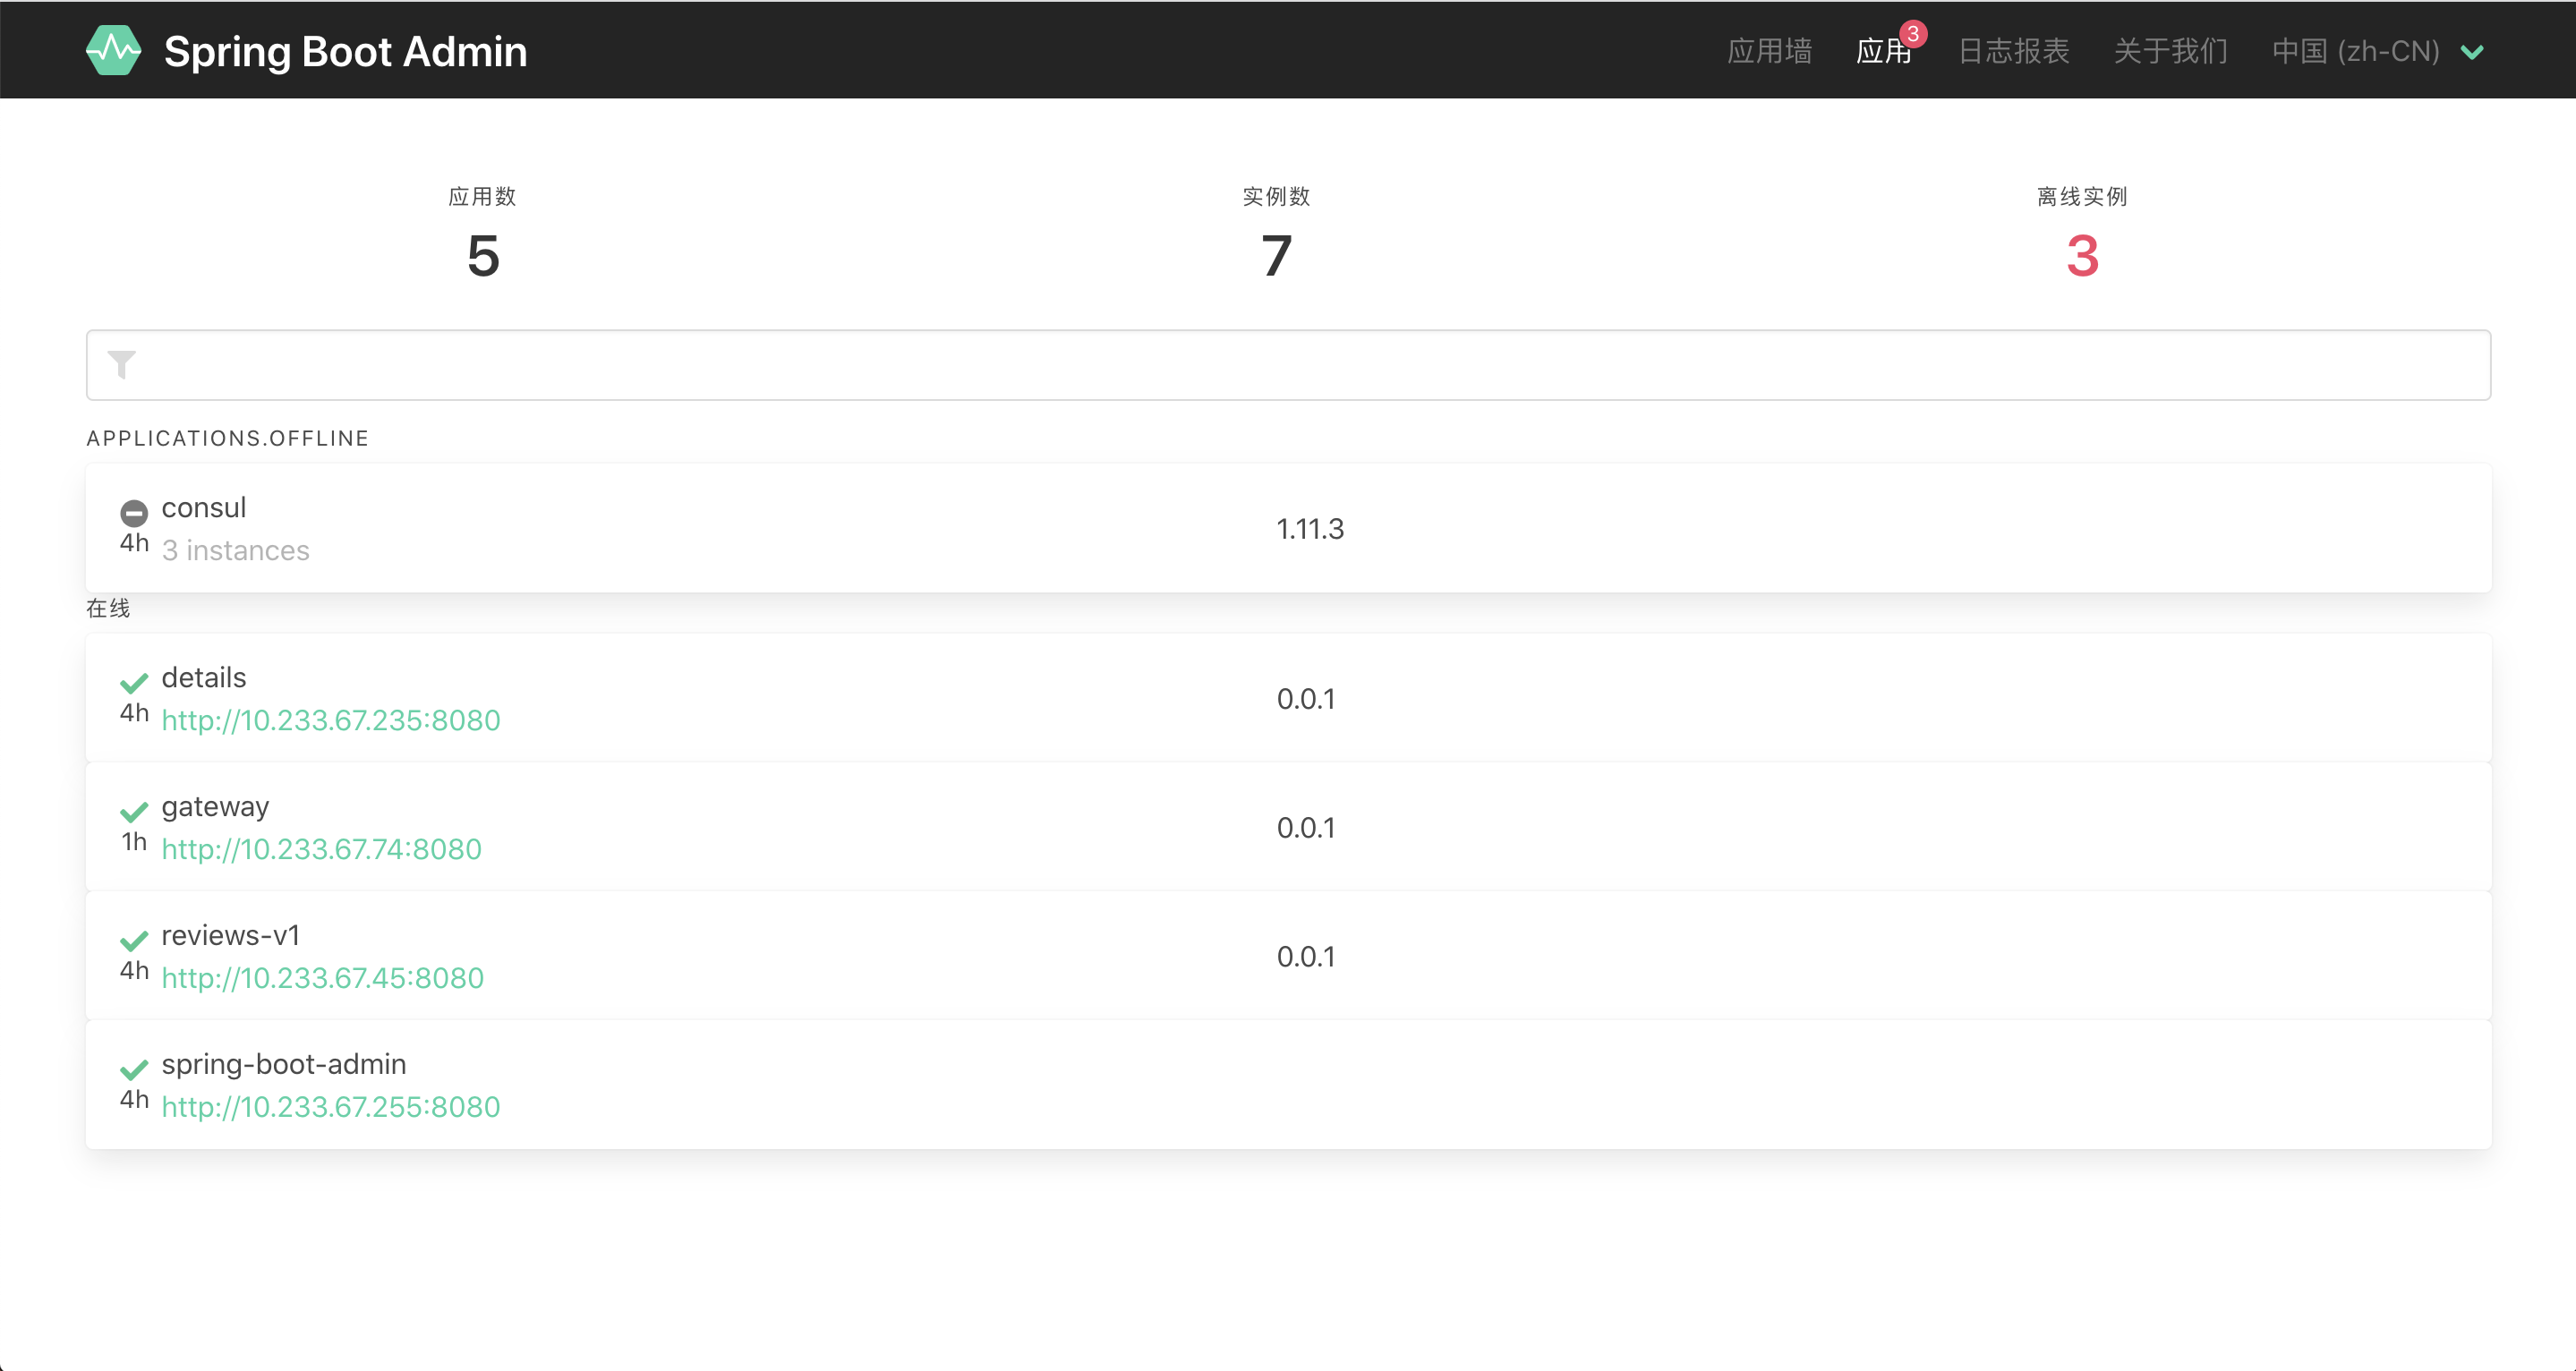 Spring Boot Admin
应用墙
应用
3
日志报表
关于我们
中国 (zh-CN)
应用数
5
实例数
7
离线实例
3
APPLICATIONS.OFFLINE
consul
4h
3 instances
1.11.3
在线
details
4h
http://10.233.67.235:8080
0.0.1
gateway
1h
http://10.233.67.74:8080
0.0.1
reviews-v1
4h
http://10.233.67.45:8080
0.0.1
spring-boot-admin
4h
http://10.233.67.255:8080